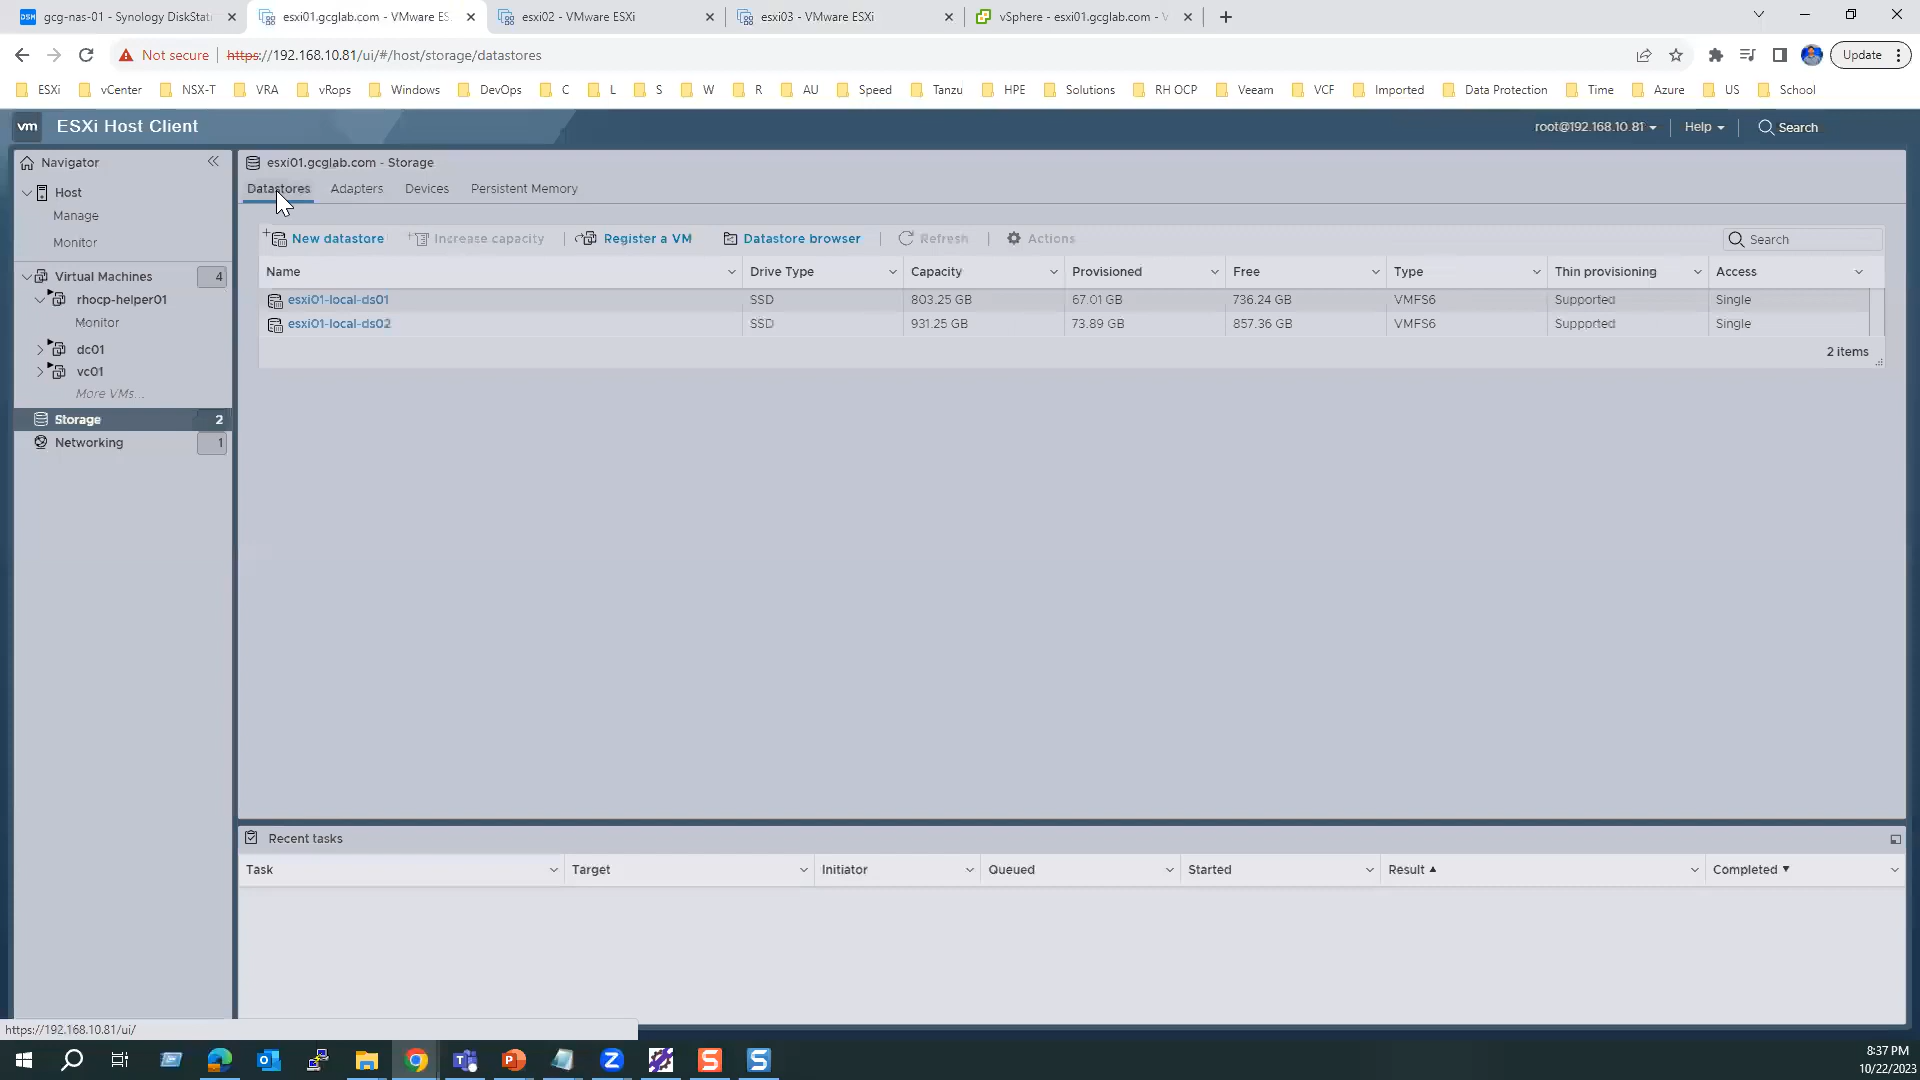 gcg-nas-01 - Synology DiskStat
esxi01.gcglab.com - VMware ES
esxi02 - VMware ESXi
esxi03 - VMware ESXi
vSphere - esxi01.gcglab.com - V
Not secure
https://192.168.10.81/ui/#/host/storage/datastores
Update
ESXi vCenter NSX-T VRA vRops Windows DevOps C L S W R AU Speed Tanzu HPE Solutions RH OCP Veeam VCF Imported Data Protection Time Azure US School
vm ESXi Host Client
root@192.168.10.81 Help Search
Navigator
Host
Manage
Monitor
Virtual Machines 4
rhocp-helper01
Monitor
dc01
vc01
More VMs...
Storage 2
Networking 1
esxi01.gcglab.com - Storage
Datastores Adapters Devices Persistent Memory
New datastore Increase capacity Register a VM Datastore browser Refresh Actions Search
Name Drive Type Capacity Provisioned Free Type Thin provisioning Access
esxi01-local-ds01 SSD 803.25 GB 67.01 GB 736.24 GB VMFS6 Supported Single
esxi01-local-ds02 SSD 931.25 GB 73.89 GB 857.36 GB VMFS6 Supported Single
2 items
Recent tasks
Task Target Initiator Queued Started Result Completed
https://192.168.10.81/ui/
8:37 PM
10/22/2023